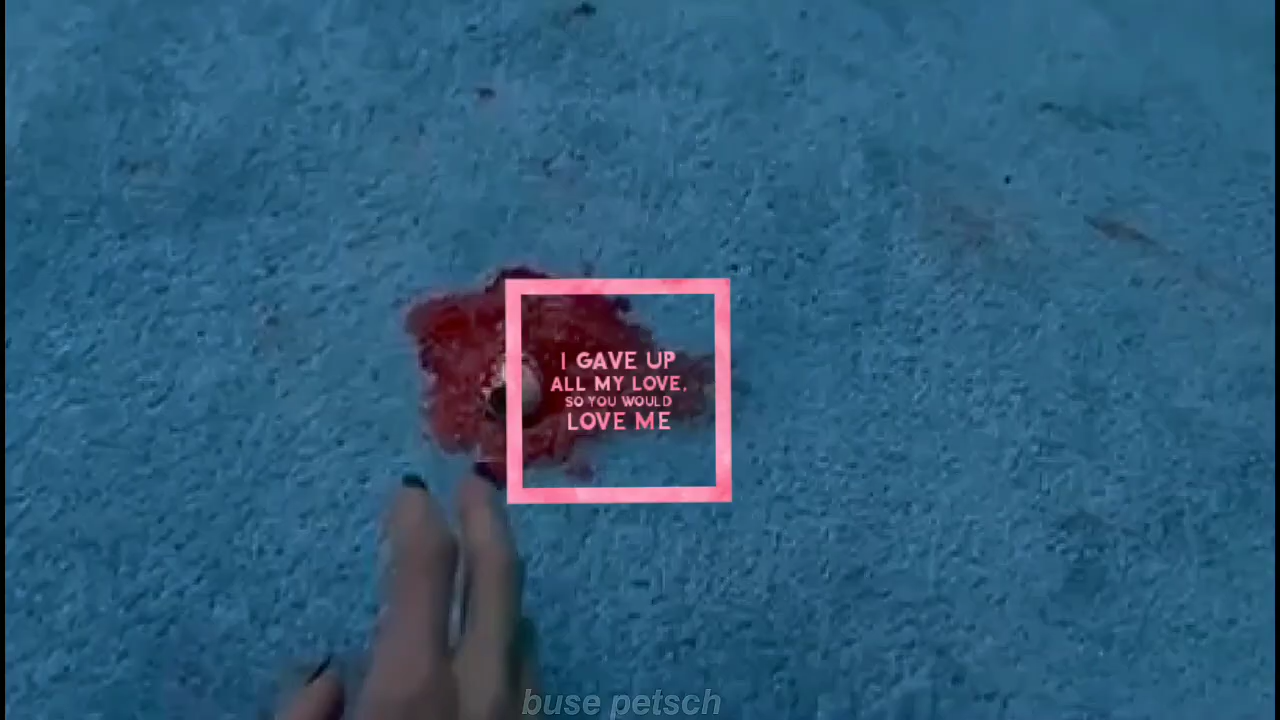 I GAVE UP
ALL MY LOVE,
SO YOU WOULD
LOVE ME
buse petsch